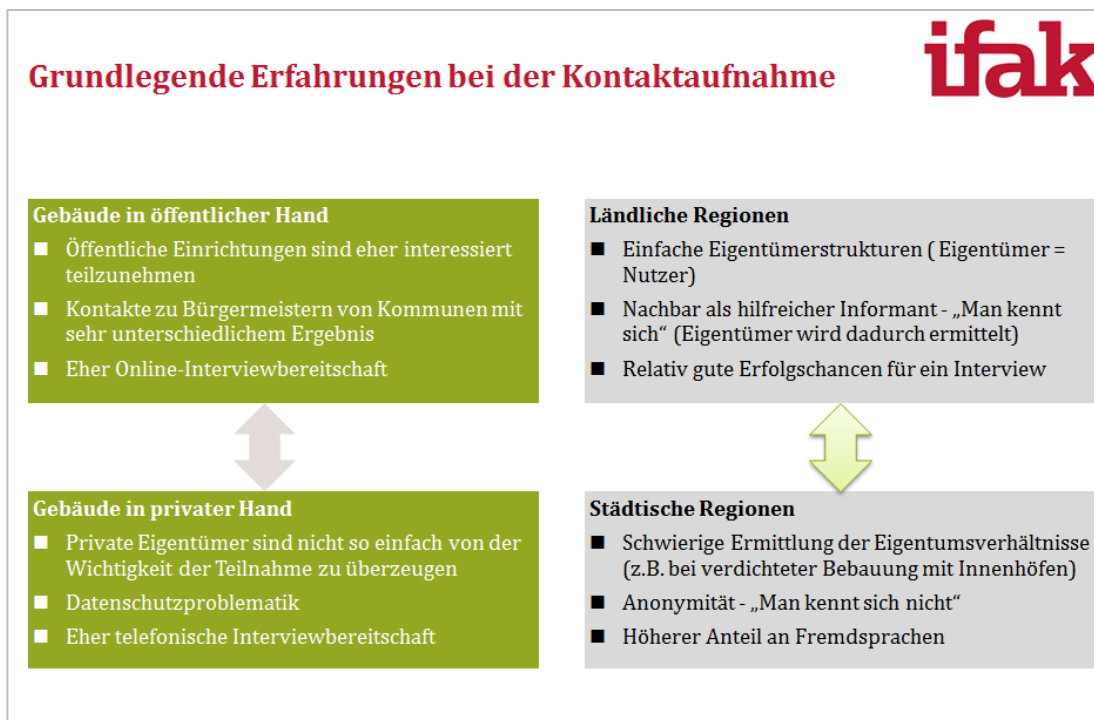 ifak
Grundlegende Erfahrungen bei der Kontaktaufnahme
Gebäude in öffentlicher Hand
Öffentliche Einrichtungen sind eher interessiert
teilzunehmen
Kontakte zu Bürgermeistern von Kommunen mit
sehr unterschiedlichem Ergebnis
Eher Online-Interviewbereitschaft
Gebäude in privater Hand
Private Eigentümer sind nicht so einfach von der
Wichtigkeit der Teilnahme zu überzeugen
Datenschutzproblematik
Eher telefonische Interviewbereitschaft
Ländliche Regionen
Einfache Eigentümerstrukturen ( Eigentümer =
Nutzer)
Nachbar als hilfreicher Informant - „Man kennt
sich“ (Eigentümer wird dadurch ermittelt)
Relativ gute Erfolgschancen für ein Interview
Städtische Regionen
Schwierige Ermittlung der Eigentumsverhältnisse
(z.B. bei verdichteter Bebauung mit Innenhöfen)
Anonymität - „Man kennt sich nicht“
Höherer Anteil an Fremdsprachen